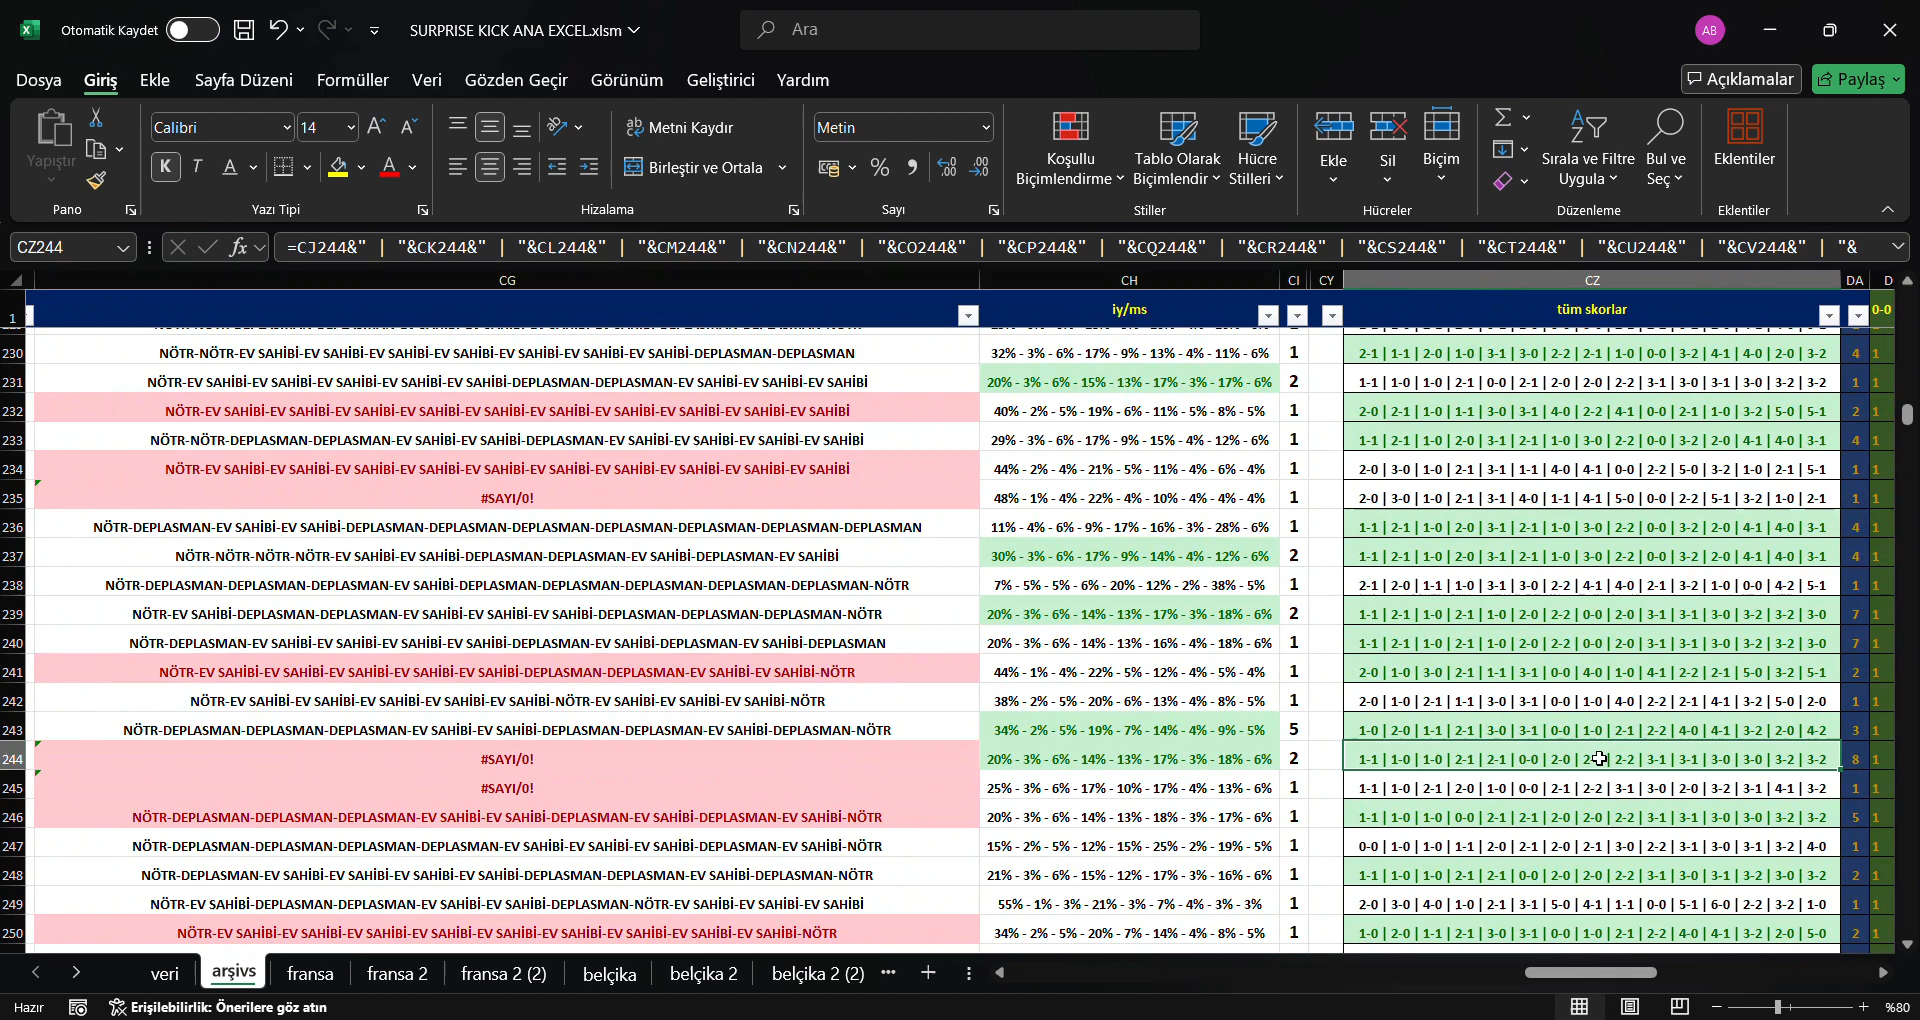 Otomatik Kaydet
SURPRISE KICK ANA EXCEL.xlsm
Ara
AB
Dosya Giriş Ekle Sayfa Düzeni Formüller Veri Gözden Geçir Görünüm Geliştirici Yardım
Açıklamalar Paylaş
Yapıştır
Calibri 14
K T A
Metni Kaydır
Birleştir ve Ortala
Metin
Koşullu Biçimlendirme
Tablo Olarak Biçimlendir
Hücre Stilleri
Ekle Sil Biçim
Sırala ve Filtre Uygula
Bul ve Seç
Eklentiler
Pano Yazı Tipi Hizalama Sayı Stiller Hücreler Düzenleme Eklentiler
CZ244 fx =CJ244&" | "&CK244&" | "&CL244&" | "&CM244&" | "&CN244&" | "&CO244&" | "&CP244&" | "&CQ244&" | "&CR244&" | "&CS244&" | "&CT244&" | "&CU244&" | "&CV244&" | "&
CG CH CI CY CZ DA D
1 iy/ms tüm skorlar 0-0
230 NÖTR-NÖTR-EV SAHİBİ-EV SAHİBİ-EV SAHİBİ-EV SAHİBİ-EV SAHİBİ-EV SAHİBİ-EV SAHİBİ-DEPLASMAN-DEPLASMAN 32% - 3% - 6% - 17% - 9% - 13% - 4% - 11% - 6% 1 2-1 | 1-1 | 2-0 | 1-0 | 3-1 | 3-0 | 2-2 | 2-1 | 1-0 | 0-0 | 3-2 | 4-1 | 4-0 | 2-0 | 3-2 4 1
231 NÖTR-EV SAHİBİ-EV SAHİBİ-EV SAHİBİ-EV SAHİBİ-EV SAHİBİ-DEPLASMAN-DEPLASMAN-EV SAHİBİ-EV SAHİBİ-EV SAHİBİ 20% - 3% - 6% - 15% - 13% - 17% - 3% - 17% - 6% 2 1-1 | 1-0 | 1-0 | 2-1 | 0-0 | 2-1 | 2-0 | 2-0 | 2-2 | 3-1 | 3-0 | 3-1 | 3-0 | 3-2 | 3-2 1 1
232 NÖTR-EV SAHİBİ-EV SAHİBİ-EV SAHİBİ-EV SAHİBİ-EV SAHİBİ-EV SAHİBİ-EV SAHİBİ-EV SAHİBİ-EV SAHİBİ-EV SAHİBİ 40% - 2% - 5% - 19% - 6% - 11% - 5% - 8% - 5% 1 2-0 | 2-1 | 1-0 | 1-1 | 3-0 | 3-1 | 4-0 | 2-2 | 4-1 | 0-0 | 2-1 | 1-0 | 3-2 | 5-0 | 5-1 2 1
233 NÖTR-NÖTR-DEPLASMAN-DEPLASMAN-EV SAHİBİ-EV SAHİBİ-DEPLASMAN-EV SAHİBİ-EV SAHİBİ-EV SAHİBİ-EV SAHİBİ 29% - 3% - 6% - 17% - 9% - 15% - 4% - 12% - 6% 1 1-1 | 2-1 | 1-0 | 2-0 | 3-1 | 2-1 | 1-0 | 3-0 | 2-2 | 0-0 | 3-2 | 2-0 | 4-1 | 4-0 | 3-1 4 1
234 NÖTR-EV SAHİBİ-EV SAHİBİ-EV SAHİBİ-EV SAHİBİ-EV SAHİBİ-EV SAHİBİ-EV SAHİBİ-EV SAHİBİ-EV SAHİBİ-EV SAHİBİ 44% - 2% - 4% - 21% - 5% - 11% - 4% - 6% - 4% 1 2-0 | 3-0 | 1-0 | 2-1 | 3-1 | 1-1 | 4-0 | 4-1 | 0-0 | 2-2 | 5-0 | 3-2 | 1-0 | 2-1 | 5-1 1 1
235 #SAYI/0! 48% - 1% - 4% - 22% - 4% - 10% - 4% - 4% - 4% 1 2-0 | 3-0 | 1-0 | 2-1 | 3-1 | 4-0 | 1-1 | 4-1 | 5-0 | 0-0 | 2-2 | 5-1 | 3-2 | 1-0 | 2-1 1 1
236 NÖTR-DEPLASMAN-EV SAHİBİ-EV SAHİBİ-DEPLASMAN-DEPLASMAN-DEPLASMAN-DEPLASMAN-DEPLASMAN-DEPLASMAN-DEPLASMAN 11% - 4% - 6% - 9% - 17% - 16% - 3% - 28% - 6% 1 1-1 | 2-1 | 1-0 | 2-0 | 3-1 | 2-1 | 1-0 | 3-0 | 2-2 | 0-0 | 3-2 | 2-0 | 4-1 | 4-0 | 3-1 4 1
237 NÖTR-NÖTR-NÖTR-NÖTR-EV SAHİBİ-EV SAHİBİ-DEPLASMAN-DEPLASMAN-EV SAHİBİ-DEPLASMAN-EV SAHİBİ 30% - 3% - 6% - 17% - 9% - 14% - 4% - 12% - 6% 2 1-1 | 2-1 | 1-0 | 2-0 | 3-1 | 2-1 | 1-0 | 3-0 | 2-2 | 0-0 | 3-2 | 2-0 | 4-1 | 4-0 | 3-1 4 1
238 NÖTR-DEPLASMAN-DEPLASMAN-DEPLASMAN-DEPLASMAN-EV SAHİBİ-DEPLASMAN-DEPLASMAN-DEPLASMAN-DEPLASMAN-NÖTR 7% - 5% - 5% - 6% - 20% - 12% - 2% - 38% - 5% 1 2-1 | 2-0 | 1-1 | 1-0 | 3-1 | 3-0 | 2-2 | 4-1 | 4-0 | 2-1 | 3-2 | 1-0 | 0-0 | 4-2 | 5-1 1 1
239 NÖTR-EV SAHİBİ-DEPLASMAN-DEPLASMAN-EV SAHİBİ-EV SAHİBİ-EV SAHİBİ-DEPLASMAN-DEPLASMAN-DEPLASMAN-NÖTR 20% - 3% - 6% - 14% - 13% - 17% - 3% - 18% - 6% 2 1-1 | 2-1 | 1-0 | 2-1 | 1-0 | 2-0 | 2-2 | 0-0 | 2-0 | 3-1 | 3-1 | 3-0 | 3-2 | 3-2 | 3-0 7 1
240 NÖTR-DEPLASMAN-EV SAHİBİ-EV SAHİBİ-EV SAHİBİ-EV SAHİBİ-DEPLASMAN-EV SAHİBİ-DEPLASMAN-EV SAHİBİ-DEPLASMAN 20% - 3% - 6% - 14% - 13% - 16% - 4% - 18% - 6% 1 1-1 | 2-1 | 1-0 | 2-1 | 1-0 | 2-0 | 2-2 | 0-0 | 2-0 | 3-1 | 3-1 | 3-0 | 3-2 | 3-2 | 3-0 7 1
241 NÖTR-EV SAHİBİ-EV SAHİBİ-EV SAHİBİ-EV SAHİBİ-EV SAHİBİ-DEPLASMAN-DEPLASMAN-EV SAHİBİ-EV SAHİBİ-NÖTR 44% - 1% - 4% - 22% - 5% - 12% - 4% - 5% - 4% 1 2-0 | 1-0 | 3-0 | 2-1 | 1-1 | 3-1 | 0-0 | 4-0 | 1-0 | 4-1 | 2-2 | 2-1 | 5-0 | 3-2 | 5-1 2 1
242 NÖTR-EV SAHİBİ-EV SAHİBİ-EV SAHİBİ-EV SAHİBİ-EV SAHİBİ-NÖTR-EV SAHİBİ-EV SAHİBİ-NÖTR 38% - 2% - 5% - 20% - 6% - 13% - 4% - 8% - 5% 1 2-0 | 1-0 | 2-1 | 1-1 | 3-0 | 3-1 | 0-0 | 1-0 | 4-0 | 2-2 | 2-1 | 4-1 | 3-2 | 5-0 | 2-0 1 1
243 NÖTR-DEPLASMAN-DEPLASMAN-DEPLASMAN-EV SAHİBİ-EV SAHİBİ-DEPLASMAN-DEPLASMAN-EV SAHİBİ-DEPLASMAN-NÖTR 34% - 2% - 5% - 19% - 7% - 14% - 4% - 9% - 5% 5 1-0 | 2-0 | 1-1 | 2-1 | 3-0 | 3-1 | 0-0 | 1-0 | 2-1 | 2-2 | 4-0 | 4-1 | 3-2 | 2-0 | 4-2 3 1
244 #SAYI/0! 20% - 3% - 6% - 14% - 13% - 17% - 3% - 18% - 6% 2 1-1 | 1-0 | 1-0 | 2-1 | 2-1 | 0-0 | 2-0 | | 2-2 | 3-1 | 3-1 | 3-0 | 3-0 | 3-2 | 3-2 8 1
245 #SAYI/0! 25% - 3% - 6% - 17% - 10% - 17% - 4% - 13% - 6% 1 1-1 | 1-0 | 2-1 | 2-0 | 1-0 | 0-0 | 2-1 | 2-2 | 3-1 | 3-0 | 2-0 | 3-2 | 3-1 | 4-1 | 3-2 1 1
246 NÖTR-DEPLASMAN-DEPLASMAN-DEPLASMAN-DEPLASMAN-EV SAHİBİ-EV SAHİBİ-DEPLASMAN-EV SAHİBİ-DEPLASMAN-EV SAHİBİ-NÖTR 20% - 3% - 6% - 14% - 13% - 18% - 3% - 17% - 6% 1 1-1 | 1-0 | 1-0 | 0-0 | 2-1 | 2-1 | 2-0 | 2-0 | 2-2 | 3-1 | 3-1 | 3-0 | 3-0 | 3-2 | 3-2 5 1
247 NÖTR-DEPLASMAN-DEPLASMAN-DEPLASMAN-DEPLASMAN-EV SAHİBİ-EV SAHİBİ-EV SAHİBİ-DEPLASMAN-EV SAHİBİ-NÖTR 15% - 2% - 5% - 12% - 15% - 25% - 2% - 19% - 5% 1 0-0 | 1-0 | 1-0 | 1-1 | 2-0 | 2-1 | 2-0 | 2-1 | 3-0 | 2-2 | 3-1 | 3-0 | 3-1 | 3-2 | 4-0 1 1
248 NÖTR-DEPLASMAN-EV SAHİBİ-EV SAHİBİ-EV SAHİBİ-DEPLASMAN-DEPLASMAN-EV SAHİBİ-DEPLASMAN-NÖTR 21% - 3% - 6% - 15% - 12% - 17% - 3% - 16% - 6% 1 1-1 | 1-0 | 1-0 | 2-1 | 2-1 | 0-0 | 2-0 | 2-0 | 2-2 | 3-1 | 3-0 | 3-1 | 3-2 | 3-0 | 3-2 2 1
249 NÖTR-EV SAHİBİ-DEPLASMAN-DEPLASMAN-EV SAHİBİ-DEPLASMAN-NÖTR-EV SAHİBİ-EV SAHİBİ-EV SAHİBİ 55% - 1% - 3% - 21% - 3% - 7% - 4% - 3% - 3% 1 2-0 | 3-0 | 4-0 | 1-0 | 2-1 | 3-1 | 5-0 | 4-1 | 1-1 | 0-0 | 5-1 | 6-0 | 2-2 | 3-2 | 1-0 1 1
250 NÖTR-EV SAHİBİ-EV SAHİBİ-EV SAHİBİ-EV SAHİBİ-EV SAHİBİ-EV SAHİBİ-EV SAHİBİ-EV SAHİBİ-EV SAHİBİ-NÖTR 34% - 2% - 5% - 20% - 7% - 14% - 4% - 8% - 5% 1 1-0 | 2-0 | 1-1 | 2-1 | 3-0 | 3-1 | 0-0 | 1-0 | 2-1 | 2-2 | 4-0 | 4-1 | 3-2 | 2-0 | 5-0 2 1
veri arşivs fransa fransa 2 fransa 2 (2) belçika belçika 2 belçika 2 (2)
Hazır Erişilebilirlik: Önerilere göz atın %80